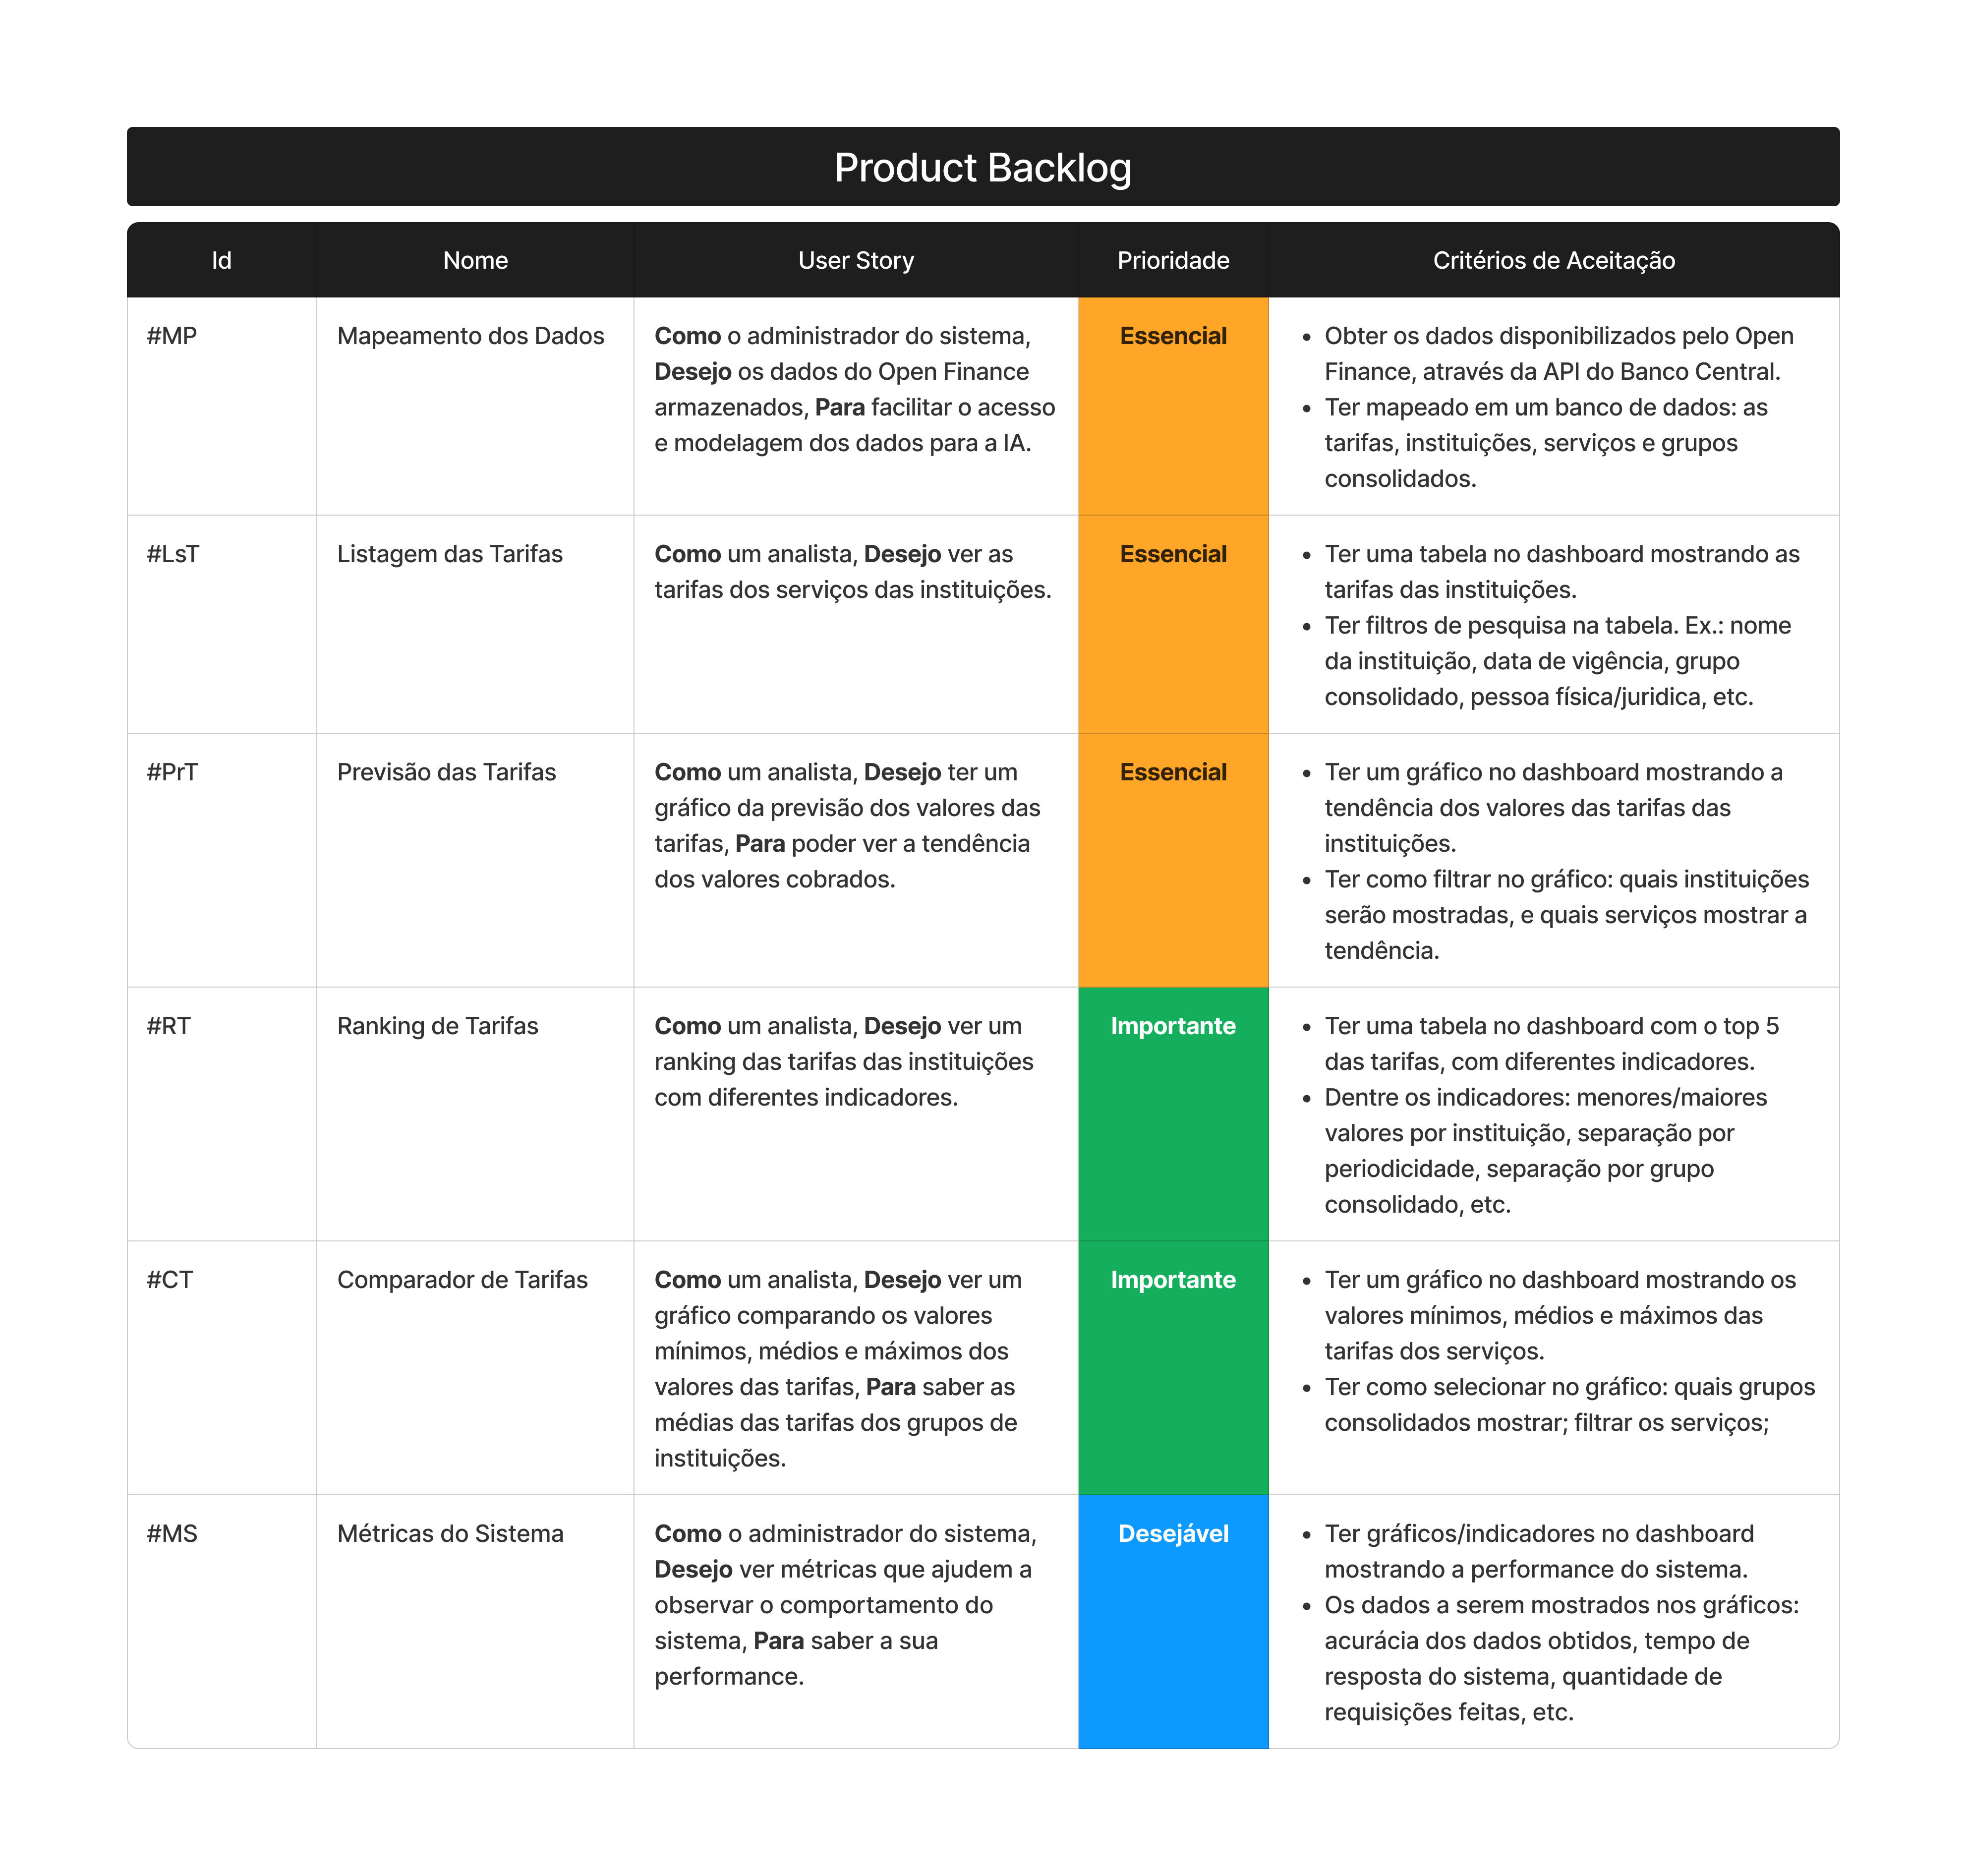 Product Backlog
Id
Nome
User Story
Prioridade
Critérios de Aceitação
#MP
Mapeamento dos Dados
Como o administrador do sistema,
Desejo os dados do Open Finance
armazenados, Para facilitar o acesso
e modelagem dos dados para a IA.
Essencial
• Obter os dados disponibilizados pelo Open
Finance, através da API do Banco Central.
• Ter mapeado em um banco de dados: as
tarifas, instituições, serviços e grupos
consolidados.
#LsT
Listagem das Tarifas
Como um analista, Desejo ver as
tarifas dos serviços das instituições.
Essencial
• Ter uma tabela no dashboard mostrando as
tarifas das instituições.
• Ter filtros de pesquisa na tabela. Ex.: nome
da instituição, data de vigência, grupo
consolidado, pessoa física/juridica, etc.
#PrT
Previsão das Tarifas
Como um analista, Desejo ter um
gráfico da previsão dos valores das
tarifas, Para poder ver a tendência
dos valores cobrados.
Essencial
• Ter um gráfico no dashboard mostrando a
tendência dos valores das tarifas das
instituições.
• Ter como filtrar no gráfico: quais instituições
serão mostradas, e quais serviços mostrar a
tendência.
#RT
Ranking de Tarifas
Como um analista, Desejo ver um
ranking das tarifas das instituições
com diferentes indicadores.
Importante
• Ter uma tabela no dashboard com o top 5
das tarifas, com diferentes indicadores.
• Dentre os indicadores: menores/maiores
valores por instituição, separação por
periodicidade, separação por grupo
consolidado, etc.
#CT
Comparador de Tarifas
Como um analista, Desejo ver um
gráfico comparando os valores
mínimos, médios e máximos dos
valores das tarifas, Para saber as
médias das tarifas dos grupos de
instituições.
Importante
• Ter um gráfico no dashboard mostrando os
valores mínimos, médios e máximos das
tarifas dos serviços.
• Ter como selecionar no gráfico: quais grupos
consolidados mostrar; filtrar os serviços;
#MS
Métricas do Sistema
Como o administrador do sistema,
Desejo ver métricas que ajudem a
observar o comportamento do
sistema, Para saber a sua
performance.
Desejável
• Ter gráficos/indicadores no dashboard
mostrando a performance do sistema.
• Os dados a serem mostrados nos gráficos:
acurácia dos dados obtidos, tempo de
resposta do sistema, quantidade de
requisições feitas, etc.